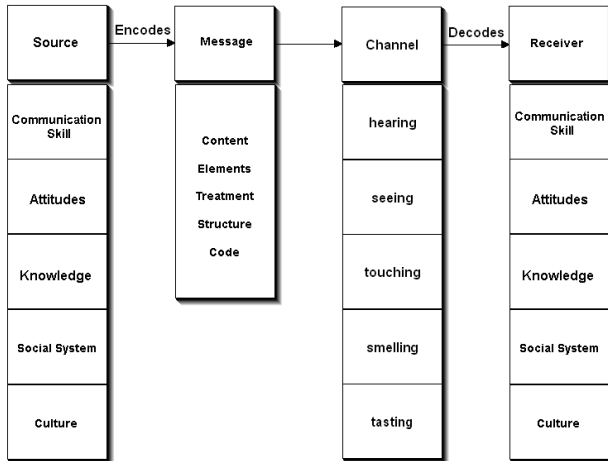 Source
Encodes
Message
Channel
Decodes
Receiver
Communication
Skill
Attitudes
Knowledge
Social System
Culture
Content
Elements
Treatment
Structure
Code
hearing
seeing
touching
smelling
tasting
Communication
Skill
Attitudes
Knowledge
Social System
Culture